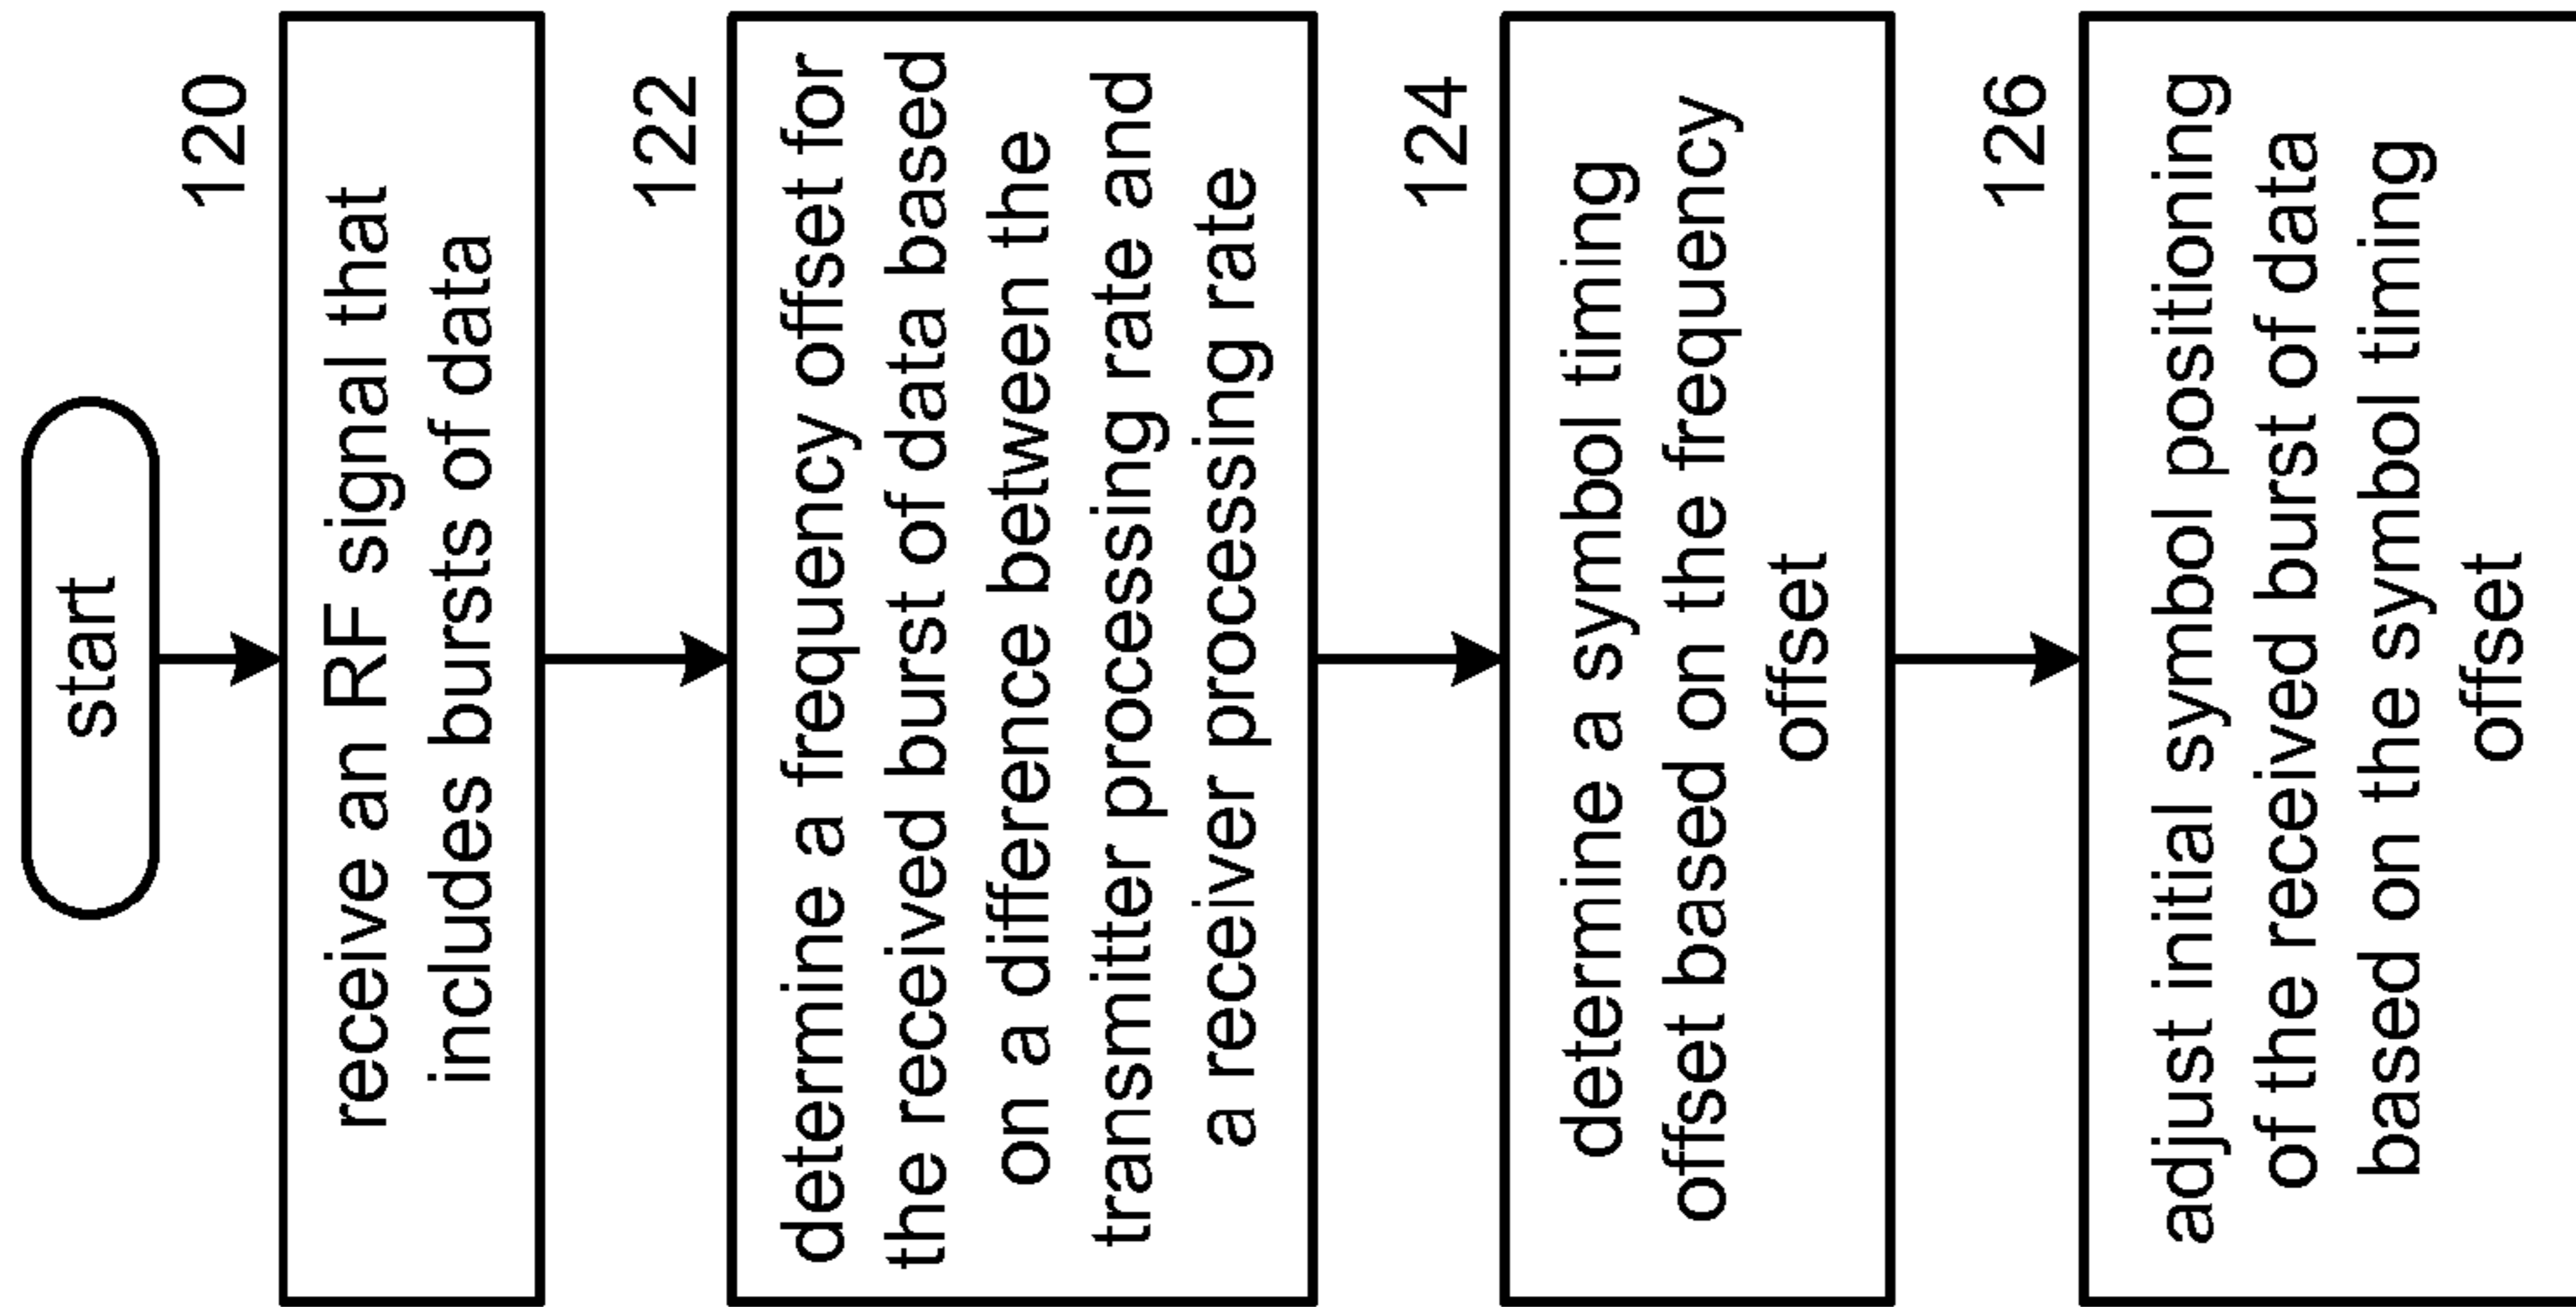 start
120
receive an RF signal that
includes bursts of data
122
determine a frequency offset for
the received burst of data based
on a difference between the
transmitter processing rate and
a receiver processing rate
124
determine a symbol timing
offset based on the frequency
offset
126
adjust initial symbol positioning
of the received burst of data
based on the symbol timing
offset